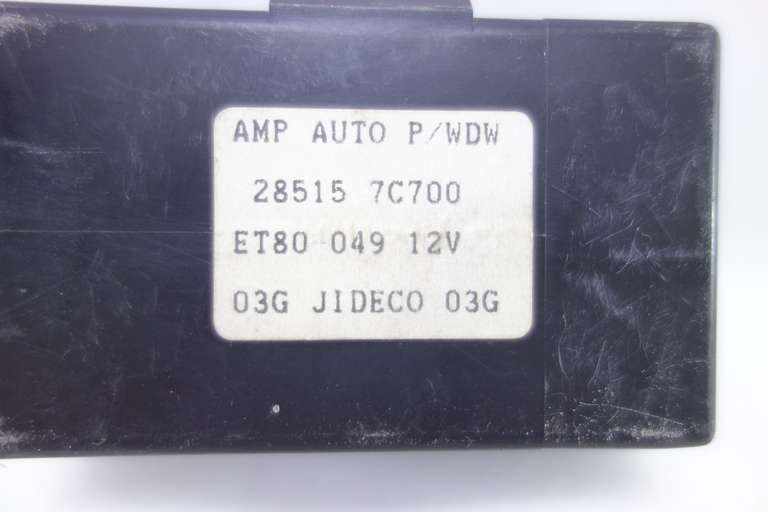 AMP AUTO P/WDW
28515 7C700
ET80 049 12V
03G JIDECO 03G